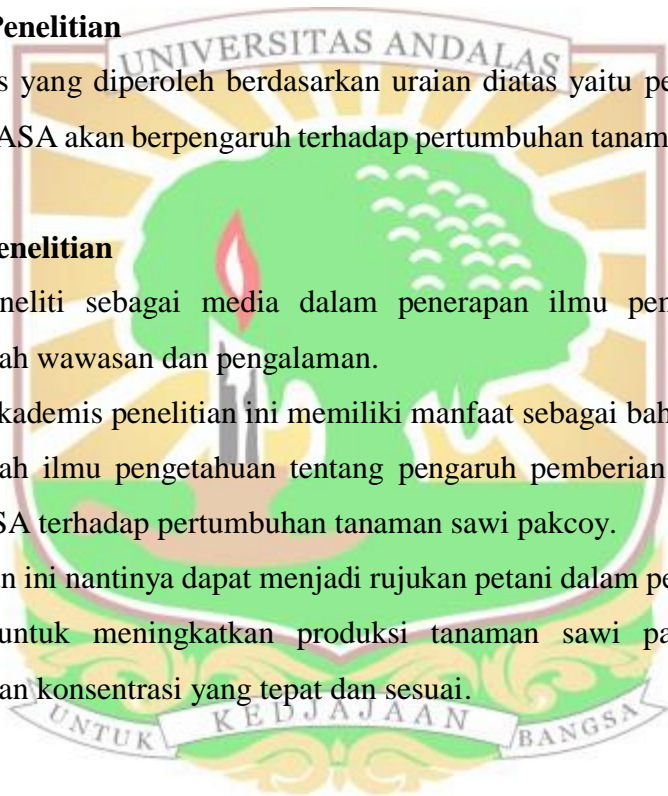 Penelitian
UNIVERSITAS ANDALAS
s yang diperoleh berdasarkan uraian diatas yaitu pe
ASA akan berpengaruh terhadap pertumbuhan tanam
enelitian
neliti sebagai media dalam penerapan ilmu pen
ah wawasan dan pengalaman.
kademis penelitian ini memiliki manfaat sebagai bah
ah ilmu pengetahuan tentang pengaruh pemberian
SA terhadap pertumbuhan tanaman sawi pakcoy.
n ini nantinya dapat menjadi rujukan petani dalam pe
untuk meningkatkan produksi tanaman sawi pa
an konsentrasi yang tepat dan sesuai.
UNTUK KEDJAJAAN BANGSA